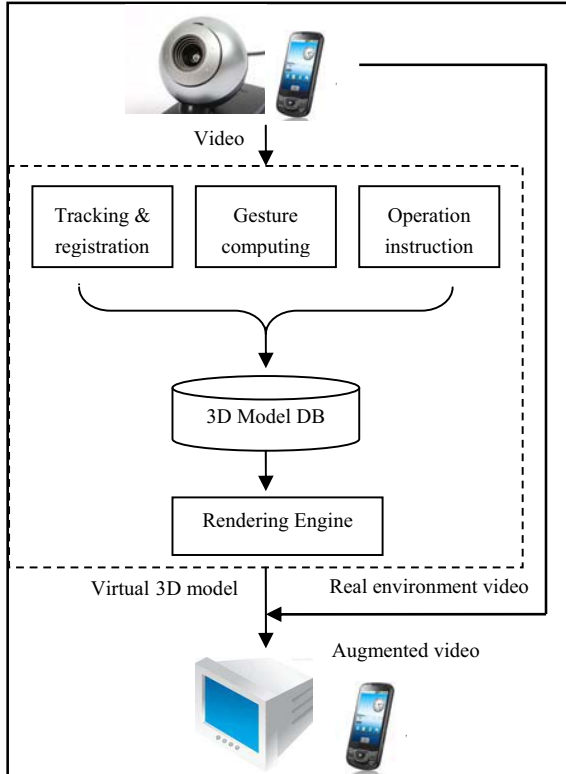 Video
Tracking &
registration
Gesture
computing
Operation
instruction
3D Model DB
Rendering Engine
Virtual 3D model
Real environment video
Augmented video